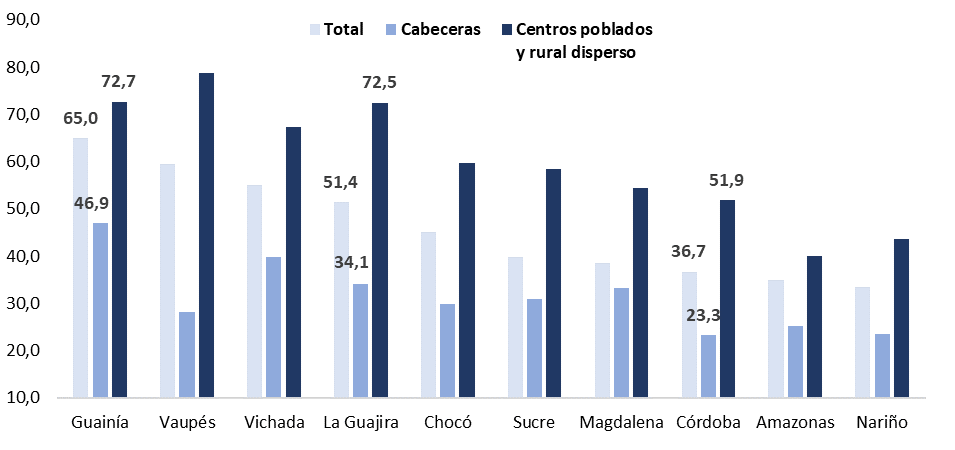 90,0
80,0
70,0
60,0
50,0
40,0
30,0
20,0
10,0
Total
Cabeceras
Centros poblados
y rural disperso
65,0
46,9
72,7
51,4
34,1
72,5
36,7
23,3
51,9
Guainía
Vaupés
Vichada
La Guajira
Chocó
Sucre
Magdalena
Córdoba
Amazonas
Nariño